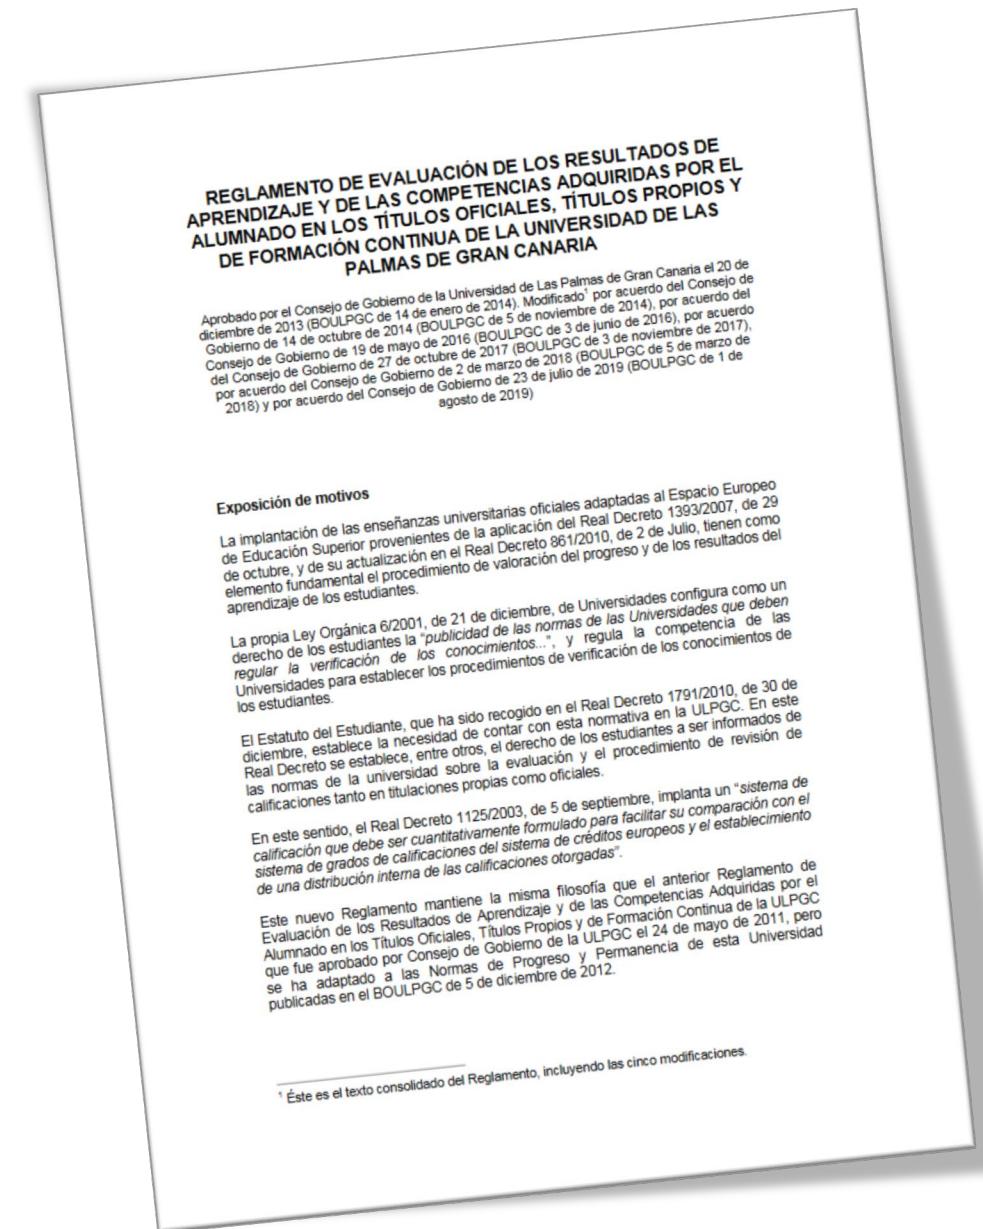 REGLAMENTO DE EVALUACIÓN DE LOS RESULTADOS DE
APRENDIZAJE Y DE LAS COMPETENCIAS ADQUIRIDAS POR EL
ALUMNADO EN LOS TÍTULOS OFICIALES, TÍTULOS PROPIOS Y
DE FORMACIÓN CONTINUA DE LA UNIVERSIDAD DE LAS
PALMAS DE GRAN CANARIA
Aprobado por el Consejo de Gobierno de la Universidad de Las Palmas de Gran Canaria el 20 de
diciembre de 2013 (BOULPGC de 14 de enero de 2014). Modificado¹ por acuerdo del Consejo de
Gobierno de 14 de octubre de 2014 (BOULPGC de 5 de noviembre de 2014), por acuerdo del
Consejo de Gobierno de 19 de mayo de 2016 (BOULPGC de 3 de junio de 2016), por acuerdo
del Consejo de Gobierno de 27 de octubre de 2017 (BOULPGC de 3 de noviembre de 2017),
por acuerdo del Consejo de Gobierno de 2 de marzo de 2018 (BOULPGC de 5 de marzo de
2018) y por acuerdo del Consejo de Gobierno de 23 de julio de 2019 (BOULPGC de 1 de
agosto de 2019)
Exposición de motivos
La implantación de las enseñanzas universitarias oficiales adaptadas al Espacio Europeo
de Educación Superior provenientes de la aplicación del Real Decreto 1393/2007, de 29
de octubre, y de su actualización en el Real Decreto 861/2010, de 2 de Julio, tienen como
elemento fundamental el procedimiento de valoración del progreso y de los resultados del
aprendizaje de los estudiantes.
La propia Ley Orgánica 6/2001, de 21 de diciembre, de Universidades configura como un
derecho de los estudiantes la “publicidad de las normas de las Universidades que deben
regular la verificación de los conocimientos...”, y regula la competencia de las
Universidades para establecer los procedimientos de verificación de los conocimientos de
los estudiantes.
El Estatuto del Estudiante, que ha sido recogido en el Real Decreto 1791/2010, de 30 de
diciembre, establece la necesidad de contar con esta normativa en la ULPGC. En este
Real Decreto se establece, entre otros, el derecho de los estudiantes a ser informados de
las normas de la universidad sobre la evaluación y el procedimiento de revisión de
calificaciones tanto en titulaciones propias como oficiales.
En este sentido, el Real Decreto 1125/2003, de 5 de septiembre, implanta un “sistema de
calificación que debe ser cuantitativamente formulado para facilitar su comparación con el
sistema de grados de calificaciones del sistema de créditos europeos y el establecimiento
de una distribución interna de las calificaciones otorgadas”.
Este nuevo Reglamento mantiene la misma filosofía que el anterior Reglamento de
Evaluación de los Resultados de Aprendizaje y de las Competencias Adquiridas por el
Alumnado en los Títulos Oficiales, Títulos Propios y de Formación Continua de la ULPGC
que fue aprobado por Consejo de Gobierno de la ULPGC el 24 de mayo de 2011, pero
se ha adaptado a las Normas de Progreso y Permanencia de esta Universidad
publicadas en el BOULPGC de 5 de diciembre de 2012.
¹ Éste es el texto consolidado del Reglamento, incluyendo las cinco modificaciones.